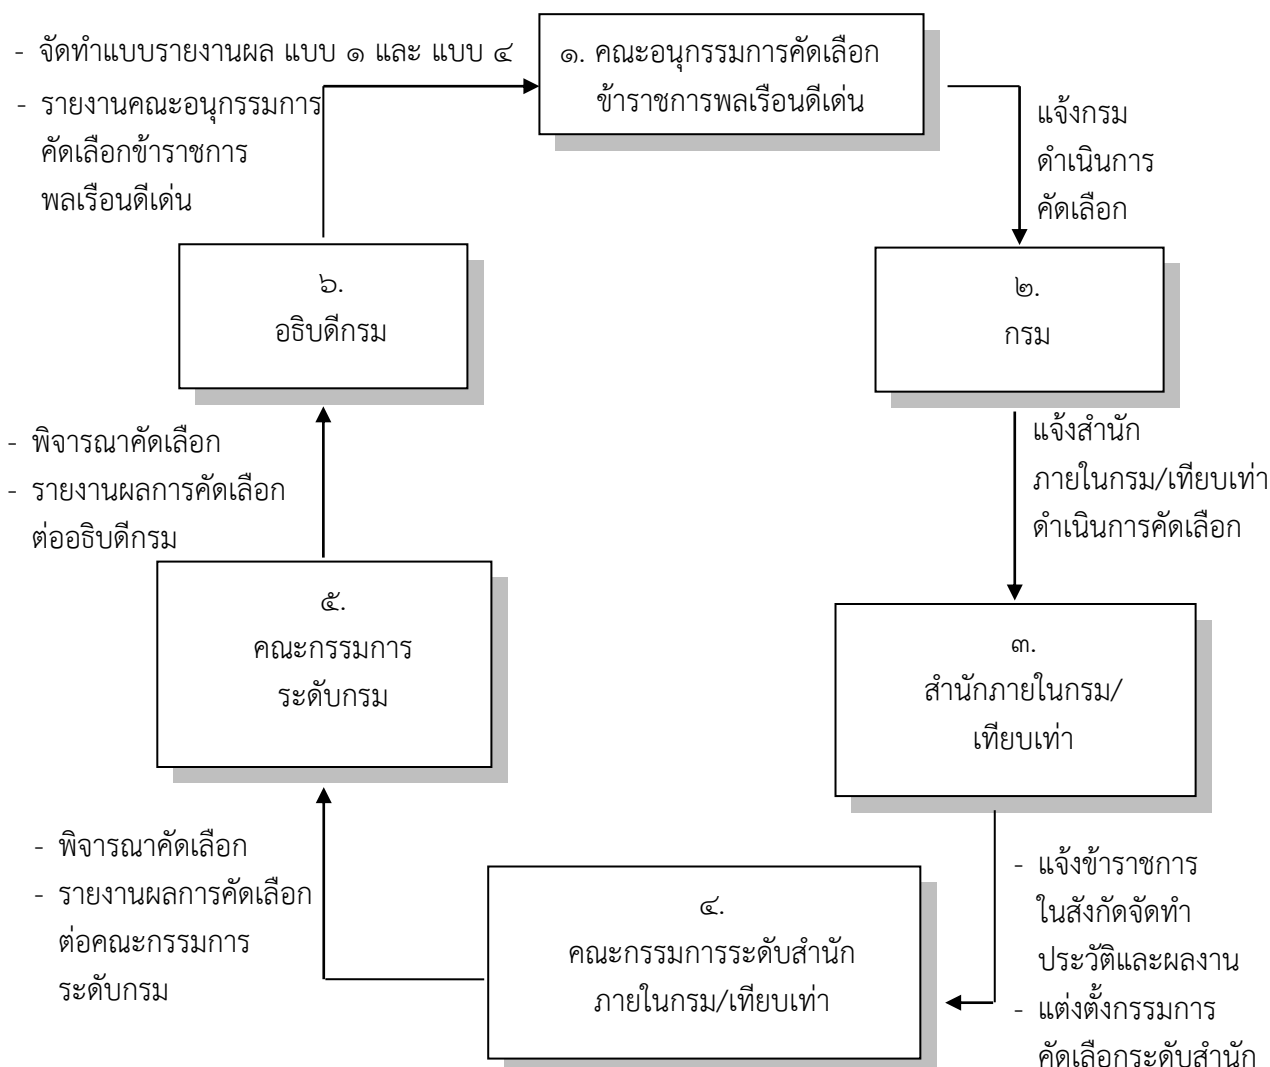 - จัดทำแบบรายงานผล แบบ ๑ และ แบบ ๔
- รายงานคณะอนุกรรมการ
คัดเลือกข้าราชการ
พลเรือนดีเด่น
๑. คณะอนุกรรมการคัดเลือก
ข้าราชการพลเรือนดีเด่น
แจ้งกรม
ดำเนินการ
คัดเลือก
๖.
อธิบดีกรม
๒.
กรม
- พิจารณาคัดเลือก
- รายงานผลการคัดเลือก
ต่ออธิบดีกรม
แจ้งสำนัก
ภายในกรม/เทียบเท่า
ดำเนินการคัดเลือก
๕.
คณะกรรมการ
ระดับกรม
๓.
สำนักภายในกรม/
เทียบเท่า
- พิจารณาคัดเลือก
- รายงานผลการคัดเลือก
ต่อคณะกรรมการ
ระดับกรม
๔.
คณะกรรมการระดับสำนัก
ภายในกรม/เทียบเท่า
- แจ้งข้าราชการ
ในสังกัดจัดทำ
ประวัติและผลงาน
- แต่งตั้งกรรมการ
คัดเลือกระดับสำนัก